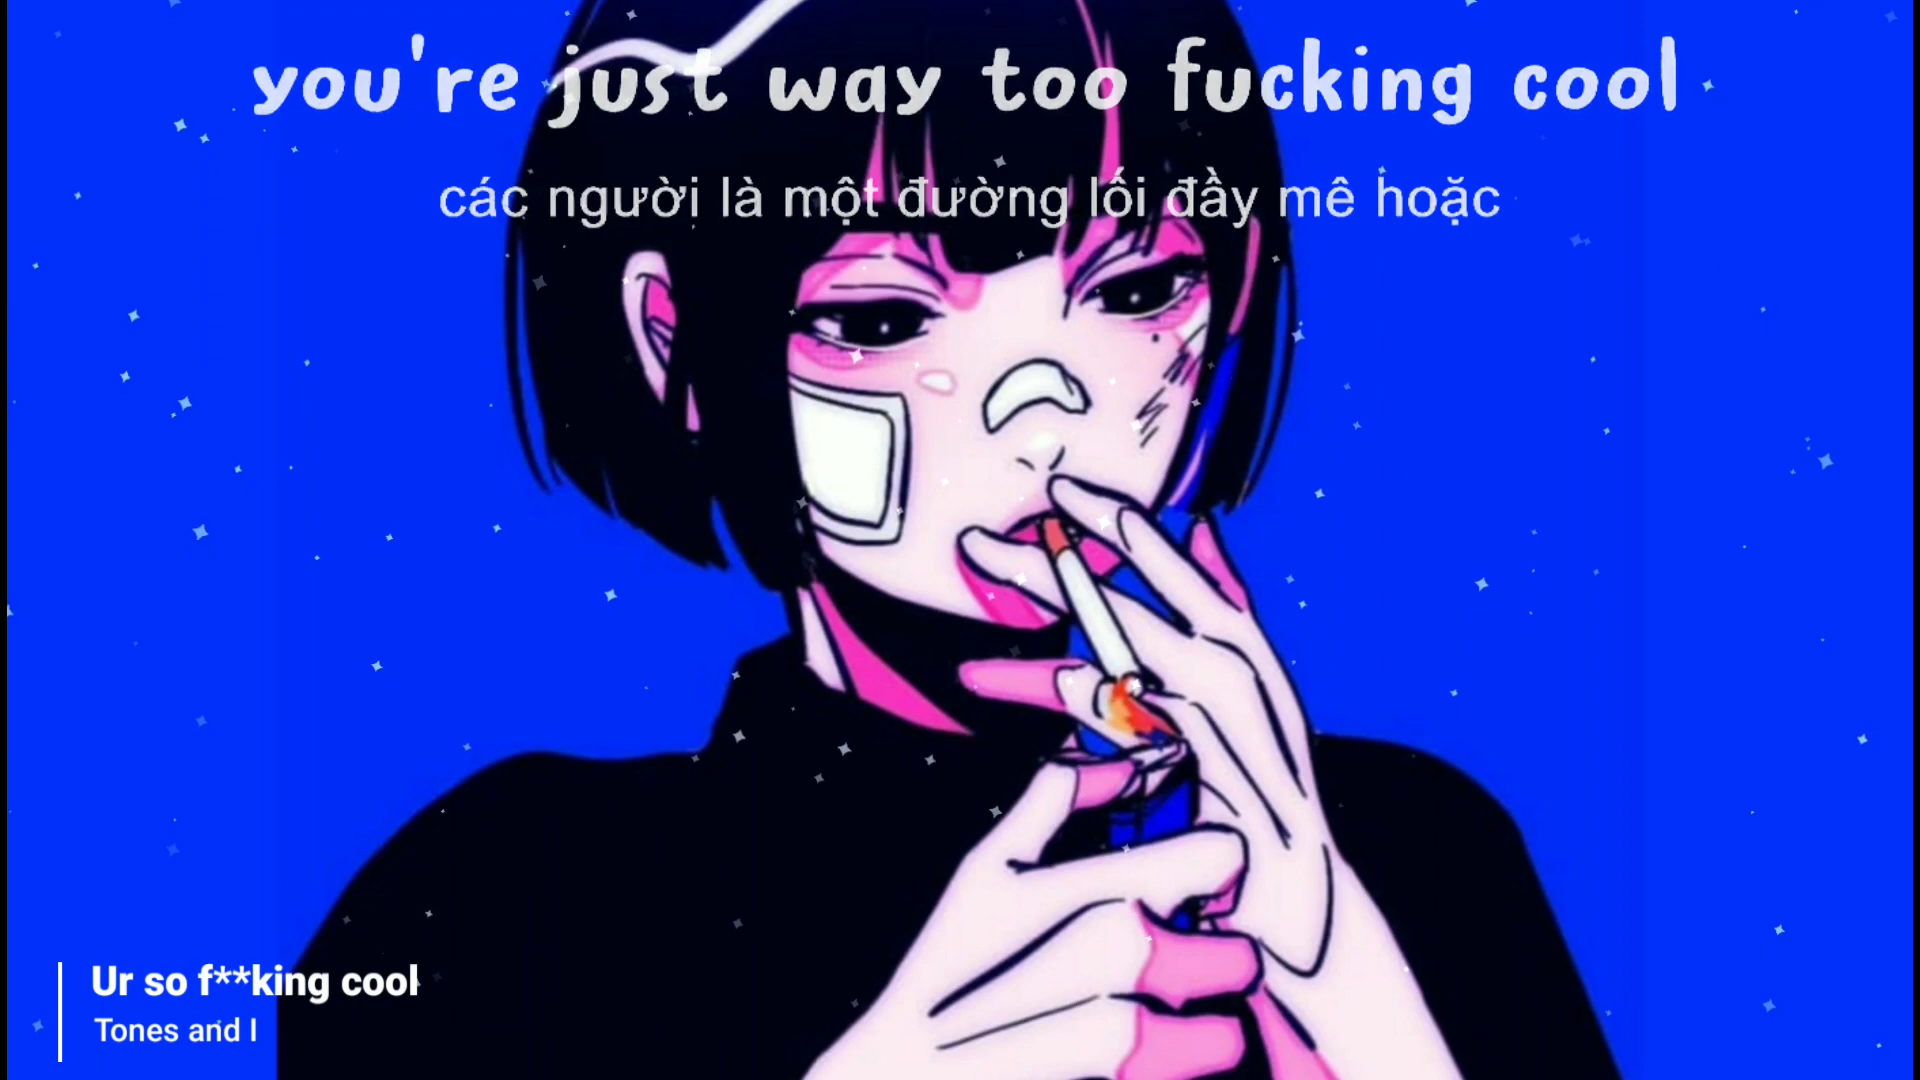 you're just way too fucking cool
các người là một đường lối đầy mê hoặc
Ur so f**king cool
Tones and I